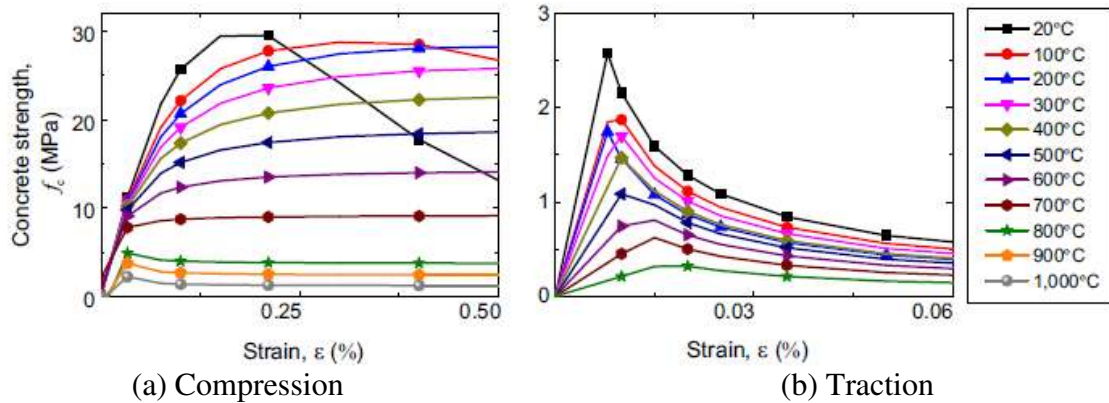 Concrete strength,
f_c (MPa)
30
20
10
0
0.25
0.50
Strain, ε (%)
(a) Compression
3
2
1
0
0.03
0.06
Strain, ε (%)
(b) Traction
20°C
100°C
200°C
300°C
400°C
500°C
600°C
700°C
800°C
900°C
1,000°C